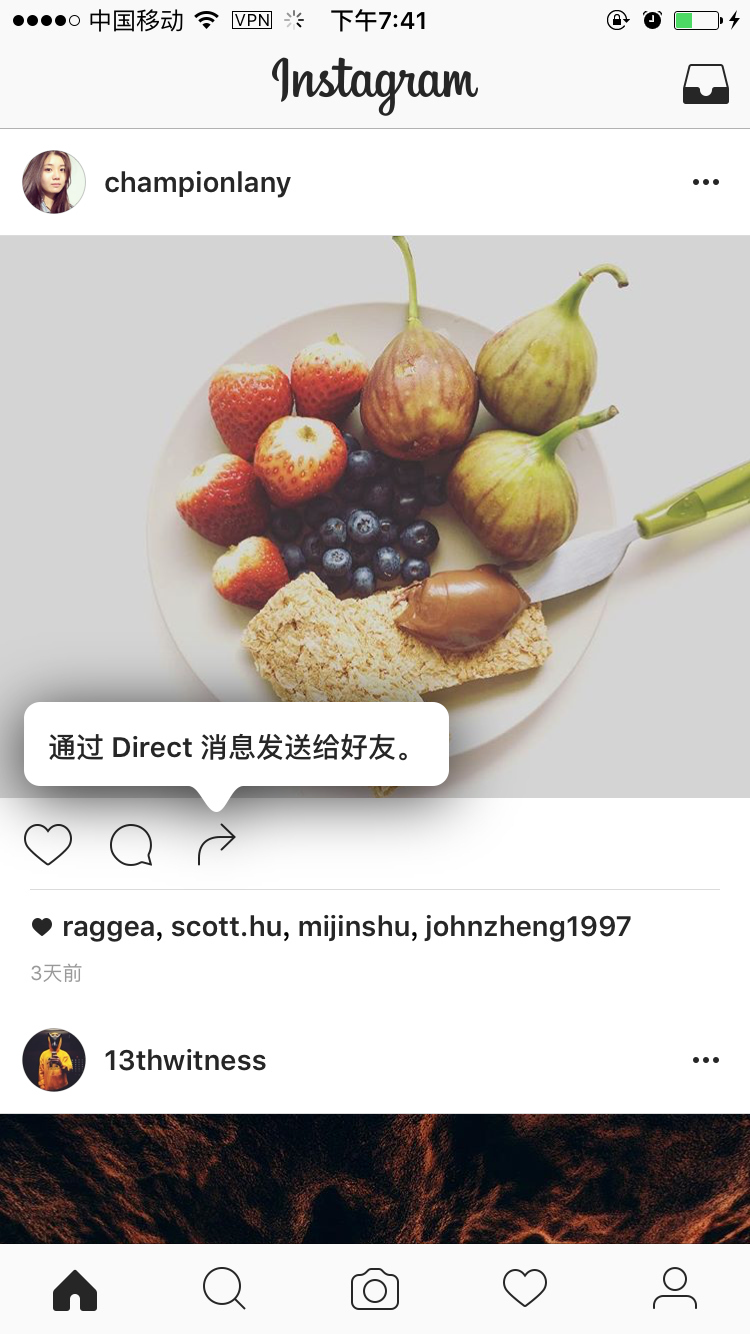 中国移动 VPN 下午7:41
Instagram
championlany
通过 Direct 消息发送给好友。
raggea, scott.hu, mijinshu, johnzheng1997
3天前
13thwitness